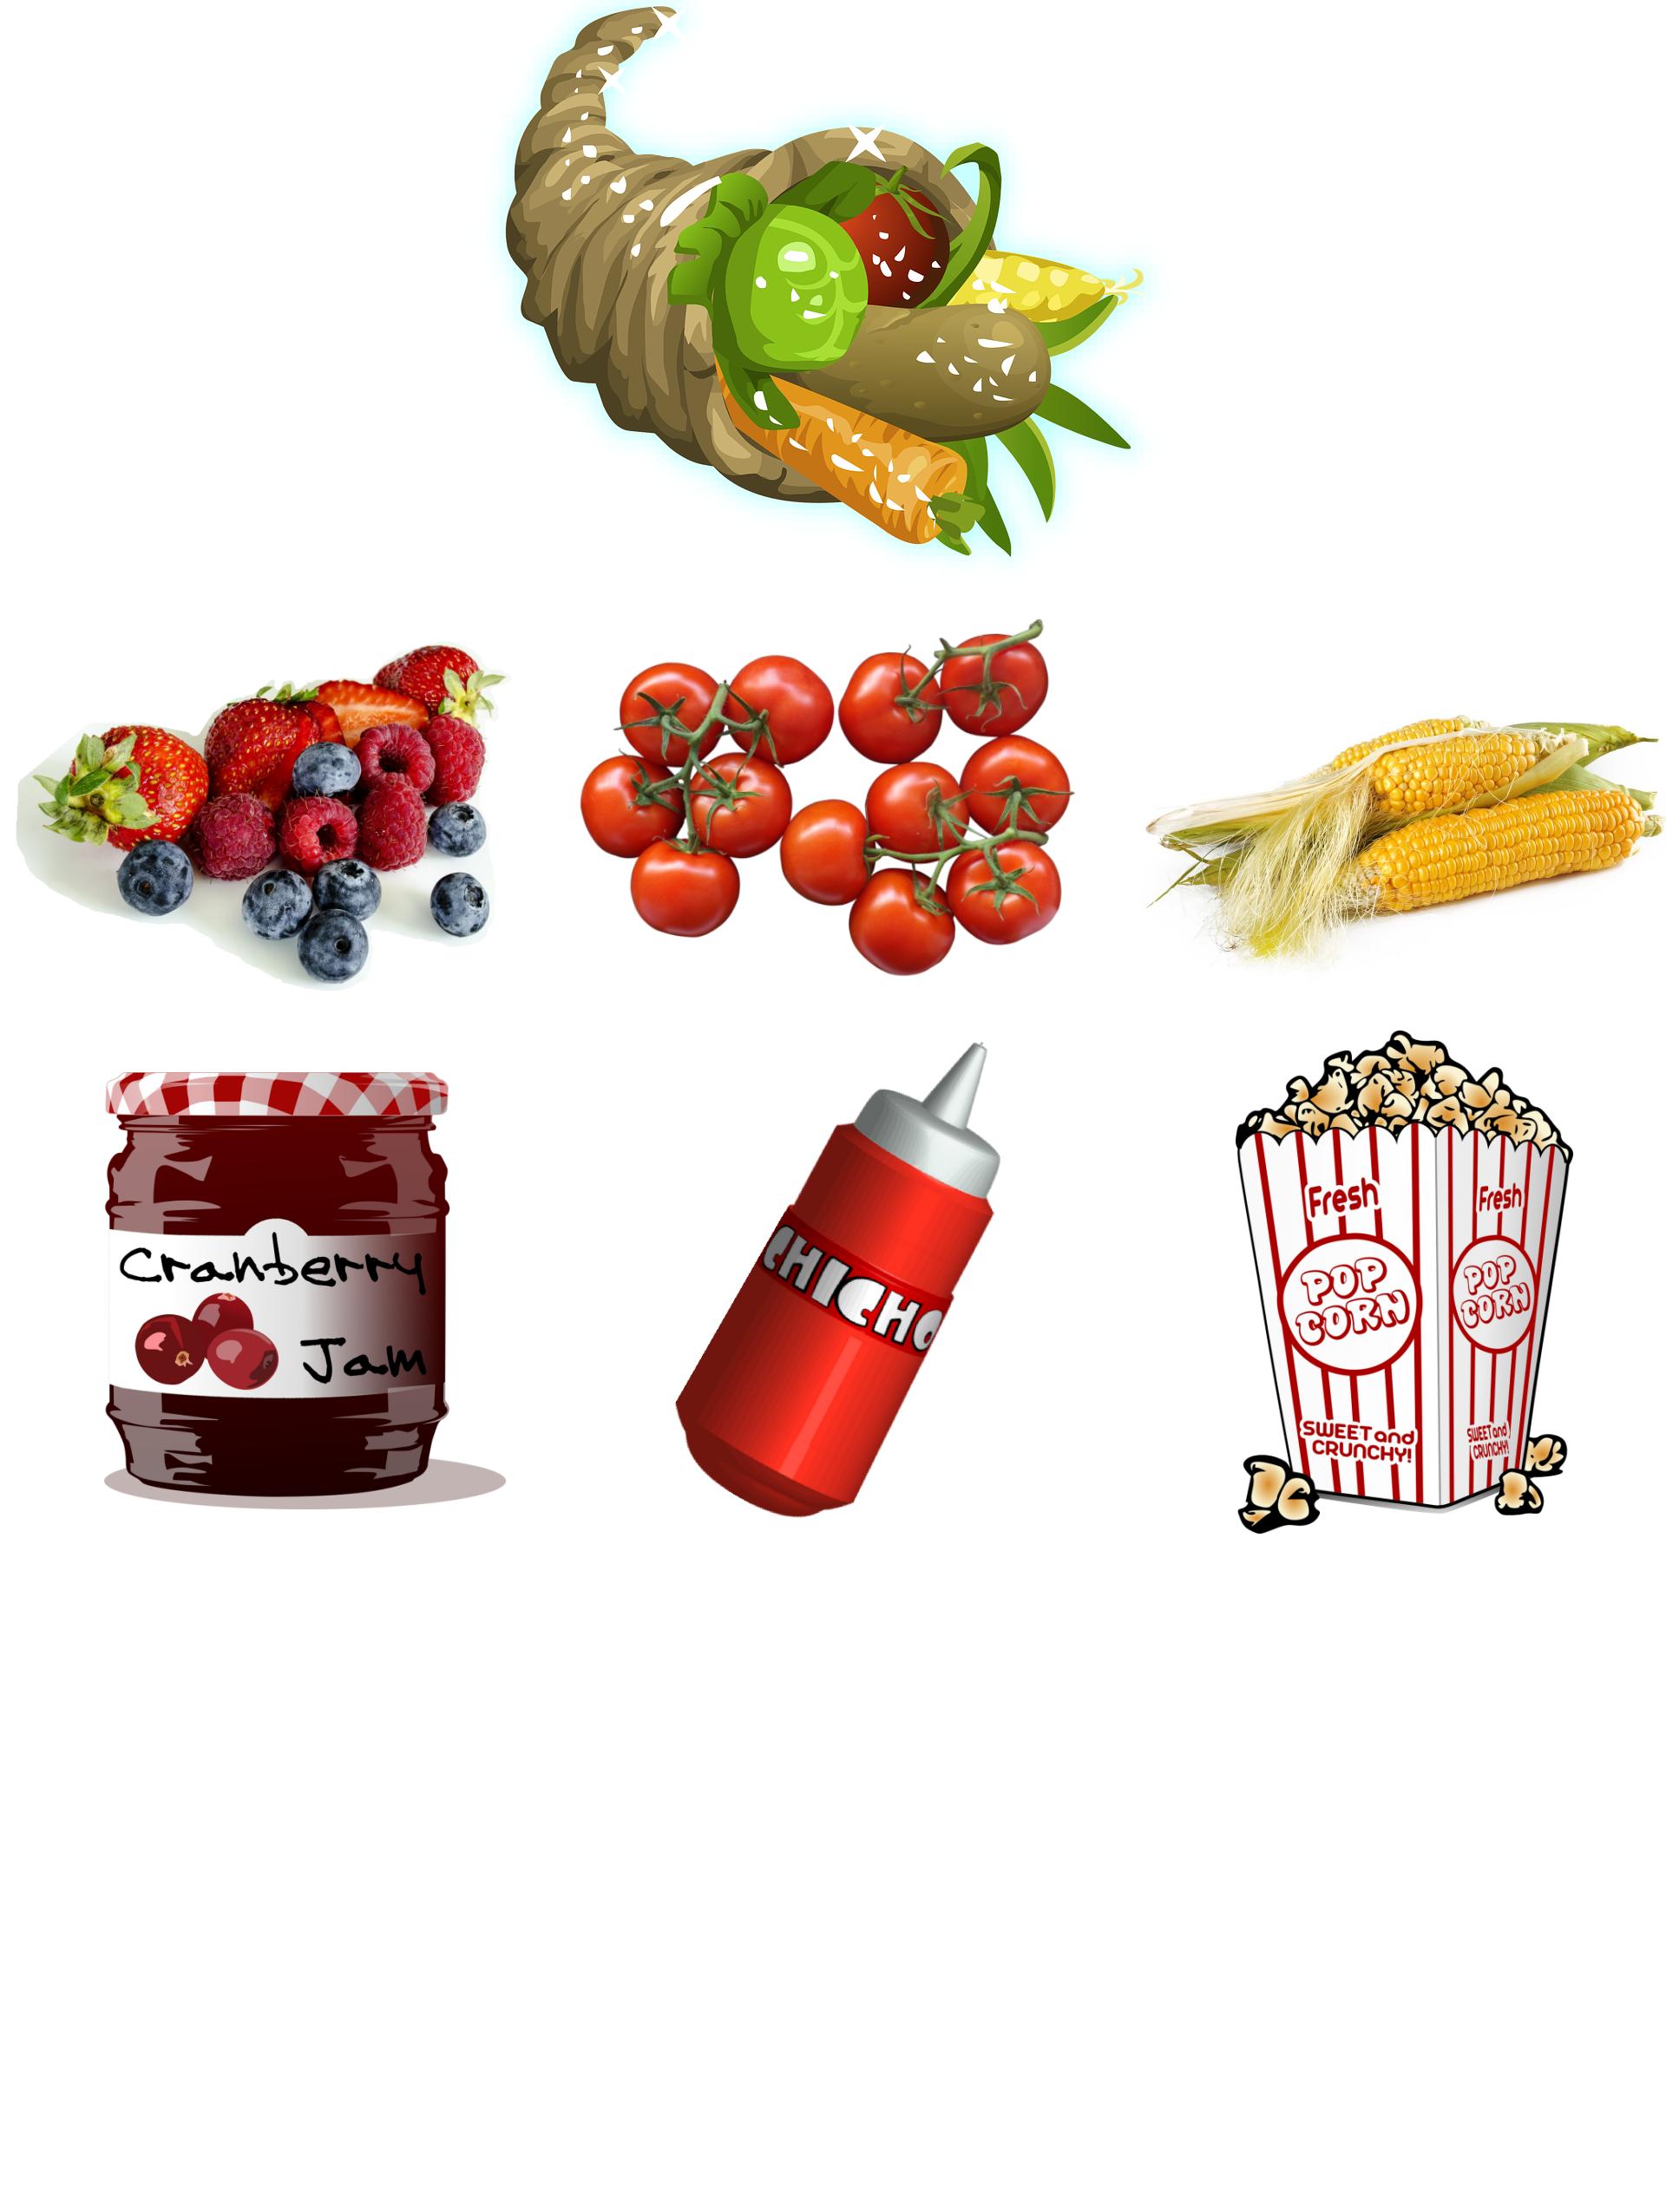 Cranberry
Jam
CHICHO
Fresh
POP
CORN
SWEET and
CRUNCHY!
Fresh
POP
CORN
SWEET and
CRUNCHY!